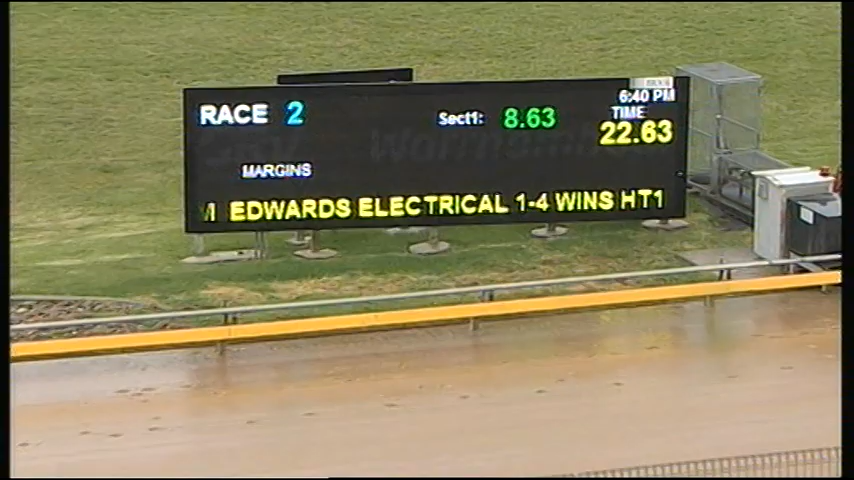 6:40 PM
RACE 2 Sect1: 8.63 TIME
22.63
MARGINS
EDWARDS ELECTRICAL 1-4 WINS HT1